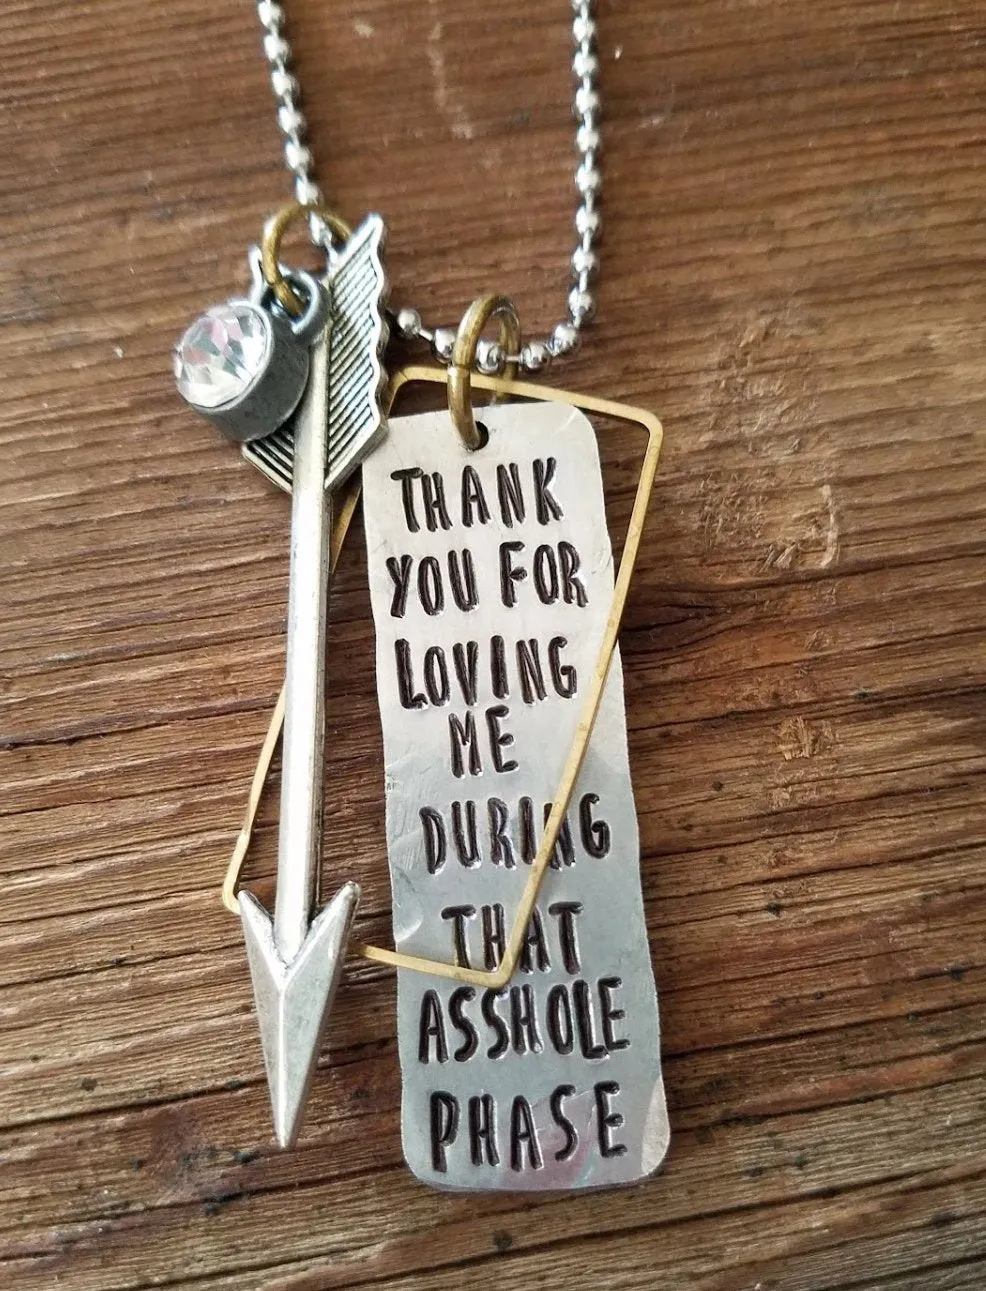 THANK
YOU FOR
LOVING
ME
DURING
THAT
ASSHOLE
PHASE